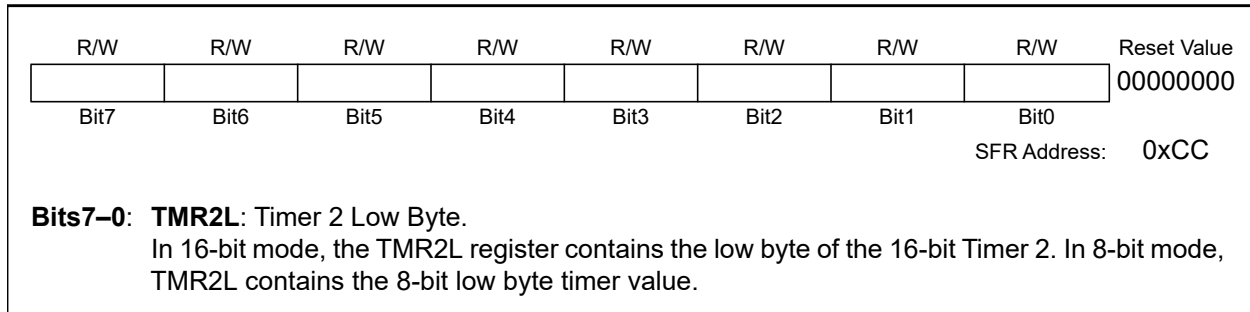 R/W R/W R/W R/W R/W R/W R/W R/W Reset Value
00000000
Bit7 Bit6 Bit5 Bit4 Bit3 Bit2 Bit1 Bit0
SFR Address: 0xCC
Bits7–0: TMR2L: Timer 2 Low Byte.
In 16-bit mode, the TMR2L register contains the low byte of the 16-bit Timer 2. In 8-bit mode,
TMR2L contains the 8-bit low byte timer value.